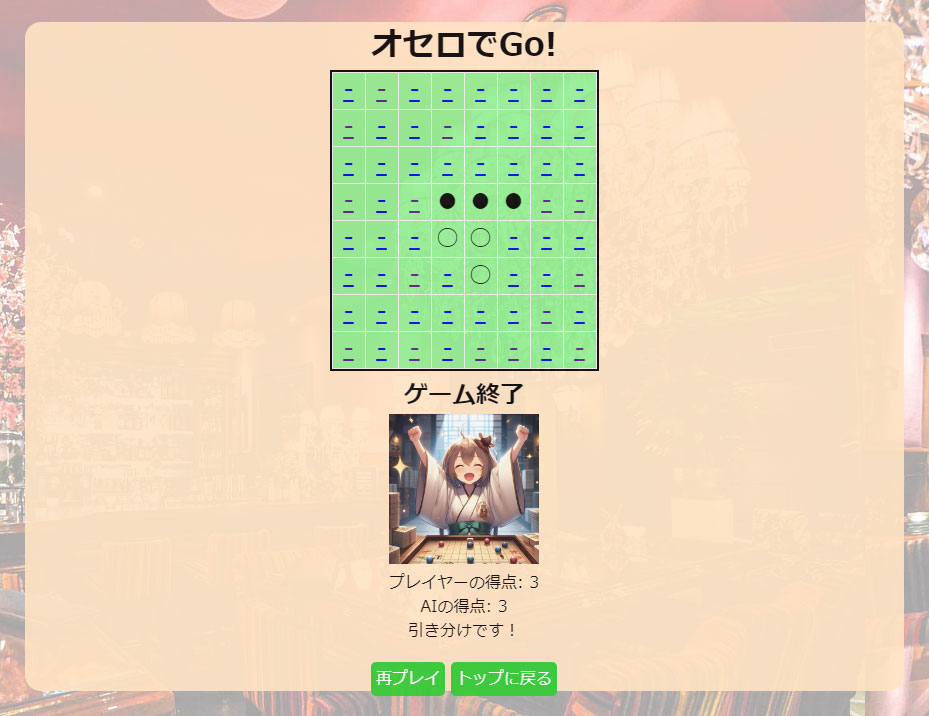 オセロでGo!
- - - - - - - -
- - - - - - - -
- - - - - - - -
- - - ● ● ● - -
- - - ○ ○ - - -
- - - - ○ - - -
- - - - - - - -
- - - - - - - -
ゲーム終了
プレイヤーの得点: 3
AIの得点: 3
引き分けです！
再プレイ トップに戻る